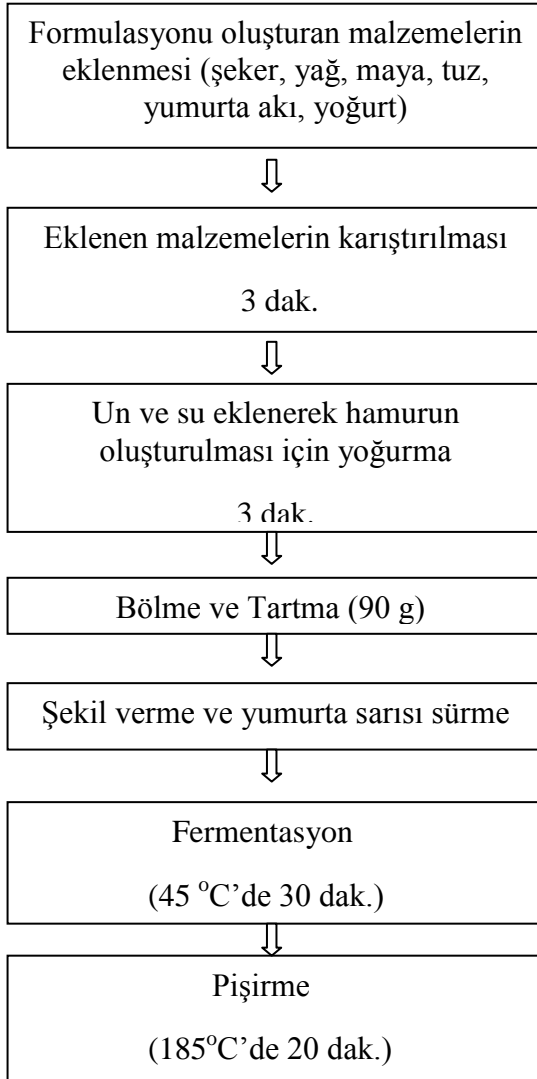 Formulasyonu oluşturan malzemelerin
eklenmesi (şeker, yağ, maya, tuz,
yumurta akı, yoğurt)
Eklenen malzemelerin karıştırılması
3 dak.
Un ve su eklenerek hamurun
oluşturulması için yoğurma
3 dak.
Bölme ve Tartma (90 g)
Şekil verme ve yumurta sarısı sürme
Fermentasyon
(45 °C’de 30 dak.)
Pişirme
(185°C’de 20 dak.)